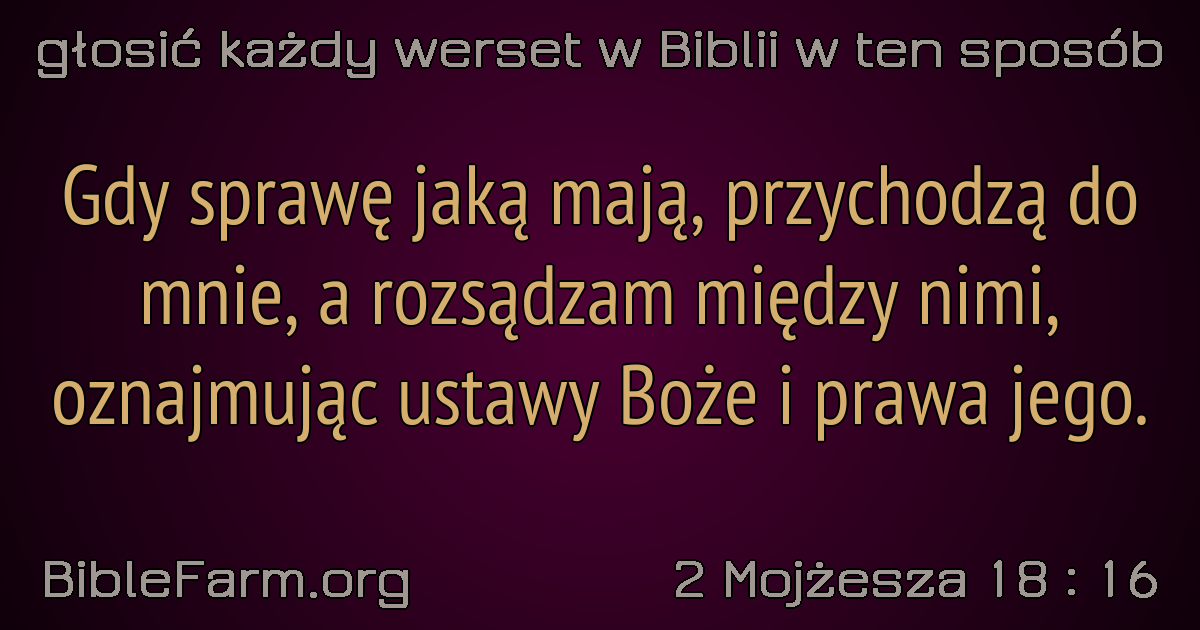 głosić każdy werset w Biblii w ten sposób
Gdy sprawę jaką mają, przychodzą do
mnie, a rozsądzam między nimi,
oznajmując ustawy Boże i prawa jego.
BibleFarm.org
2 Mojżesza 18 : 16